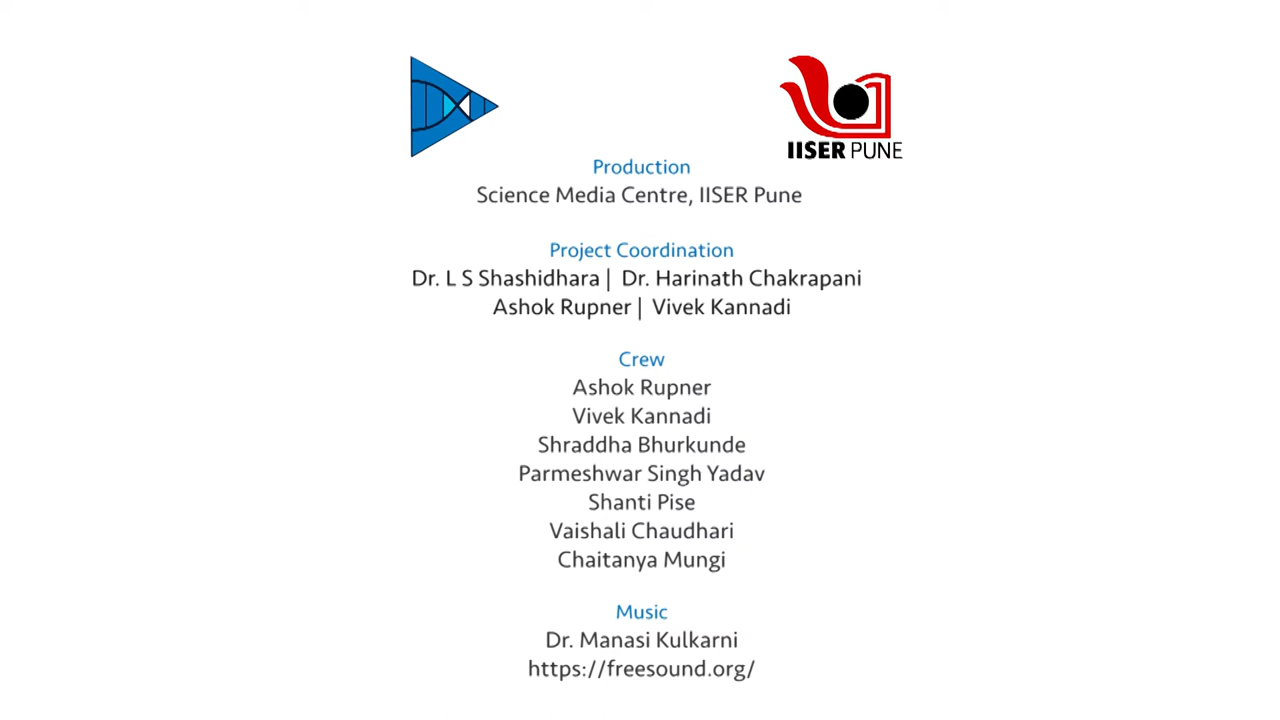 IISER PUNE
Production
Science Media Centre, IISER Pune
Project Coordination
Dr. L S Shashidhara | Dr. Harinath Chakrapani
Ashok Rupner | Vivek Kannadi
Crew
Ashok Rupner
Vivek Kannadi
Shraddha Bhurkunde
Parmeshwar Singh Yadav
Shanti Pise
Vaishali Chaudhari
Chaitanya Mungi
Music
Dr. Manasi Kulkarni
https://freesound.org/